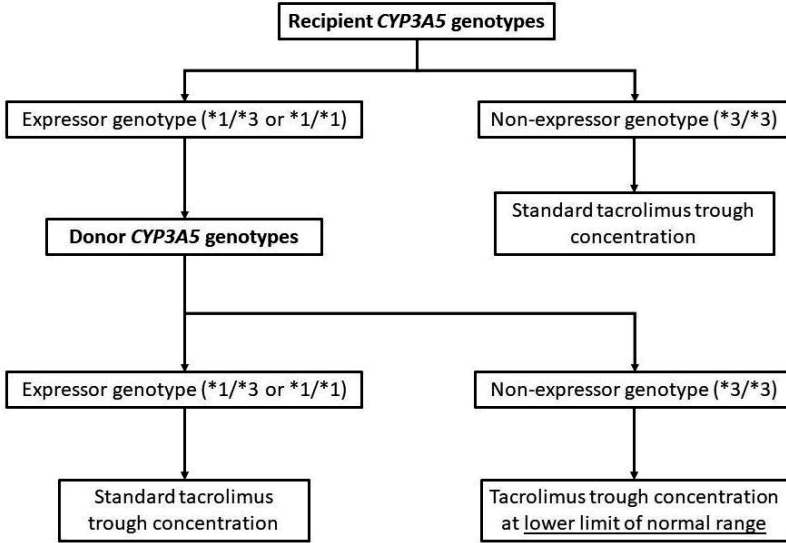 Recipient CYP3A5 genotypes
Expressor genotype (*1/*3 or *1/*1)
Non-expressor genotype (*3/*3)
Standard tacrolimus trough
concentration
Donor CYP3A5 genotypes
Expressor genotype (*1/*3 or *1/*1)
Non-expressor genotype (*3/*3)
Standard tacrolimus
trough concentration
Tacrolimus trough concentration
at lower limit of normal range